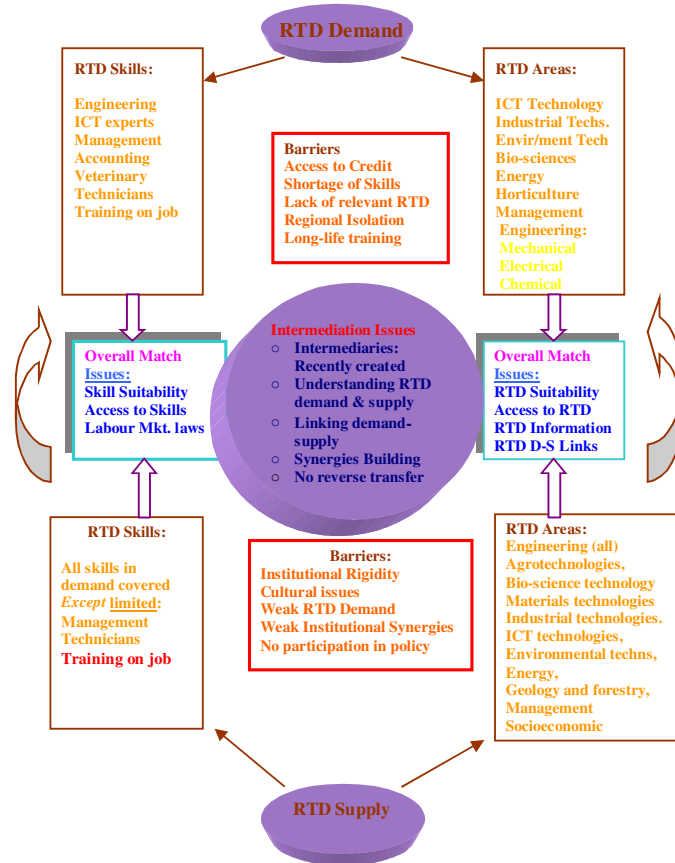 RTD Demand
RTD Skills:
Engineering
ICT experts
Management
Accounting
Veterinary
Technicians
Training on job
Barriers
Access to Credit
Shortage of Skills
Lack of relevant RTD
Regional Isolation
Long-life training
RTD Areas:
ICT Technology
Industrial Techs.
Envir/ment Tech
Bio-sciences
Energy
Horticulture
Management
Engineering:
Mechanical
Electrical
Chemical
Overall Match
Issues:
Skill Suitability
Access to Skills
Labour Mkt. laws
Intermediation Issues
o Intermediaries:
Recently created
o Understanding RTD
demand & supply
o Linking demand-
supply
o Synergies Building
o No reverse transfer
Overall Match
Issues:
RTD Suitability
Access to RTD
RTD Information
RTD D-S Links
RTD Skills:
All skills in
demand covered
Except limited:
Management
Technicians
Training on job
Barriers:
Institutional Rigidity
Cultural issues
Weak RTD Demand
Weak Institutional Synergies
No participation in policy
RTD Areas:
Engineering (all)
Agrotechnologies,
Bio-science technology
Materials technologies
Industrial technologies.
ICT technologies,
Environmental techns,
Energy,
Geology and forestry,
Management
Socioeconomic
RTD Supply